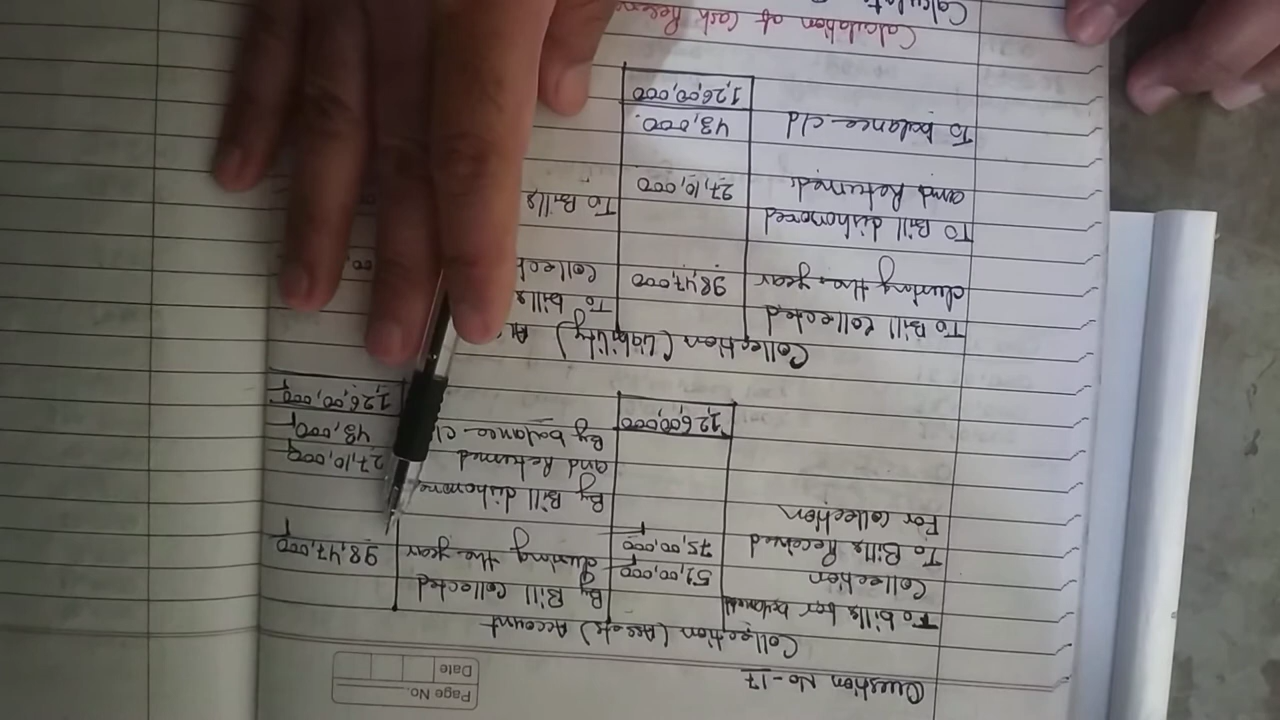 Page No.
Date
Question No-17
Collection (Assets) Account
To bills for
Collection 51,00,000
To Bills Received 75,00,000
For collection
1,2600,000
By Bill collected
during the year 98,47,000
By Bill dishonore
and Returned 27,10,000
By balance c/ 43,000
1,26,00,000
Collection (Liability) A
To Bill collected
during the year 98,47,000
To Bill dishonored
and Returned 27,10,000
To balance c/d 43,000
1,26,00,000
To bills
Collect
To Bills
Calculation of Cash Reserve
Calculate